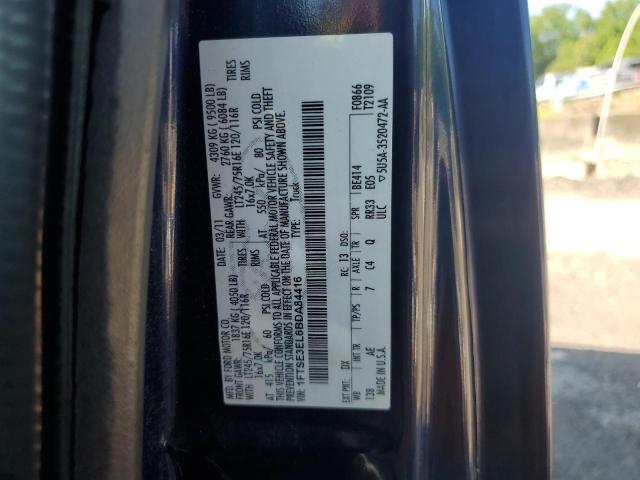 MFD. BY FORD MOTOR CO.
DATE: 03/11 GVWR: 4309 KG ( 9500 LB)
FRONT GAWR: 1837 KG ( 4050 LB) REAR GAWR: 2760 KG ( 6084 LB)
LT245/75R16E 120/116R TIRES WITH LT245/75R16E 120/116R TIRES
16x7.0K RIMS 16x7.0K RIMS
AT 415 kPa/ 60 PSI COLD AT 550 kPa/ 80 PSI COLD
THIS VEHICLE CONFORMS TO ALL APPLICABLE FEDERAL MOTOR VEHICLE SAFETY AND THEFT
PREVENTION STANDARDS IN EFFECT ON THE DATE OF MANUFACTURE SHOWN ABOVE.
VIN: 1FTSE3EL6BDA84416
TYPE: Truck
F0866
T2109
EXT PNT: DX RC: 13 DSO: BE414
WB INT TR TP/PS R AXLE TR SPR RR33 E05
138 AE 7 C4 Q ULC
MADE IN U.S.A. ▽5U5A-3520472-AA